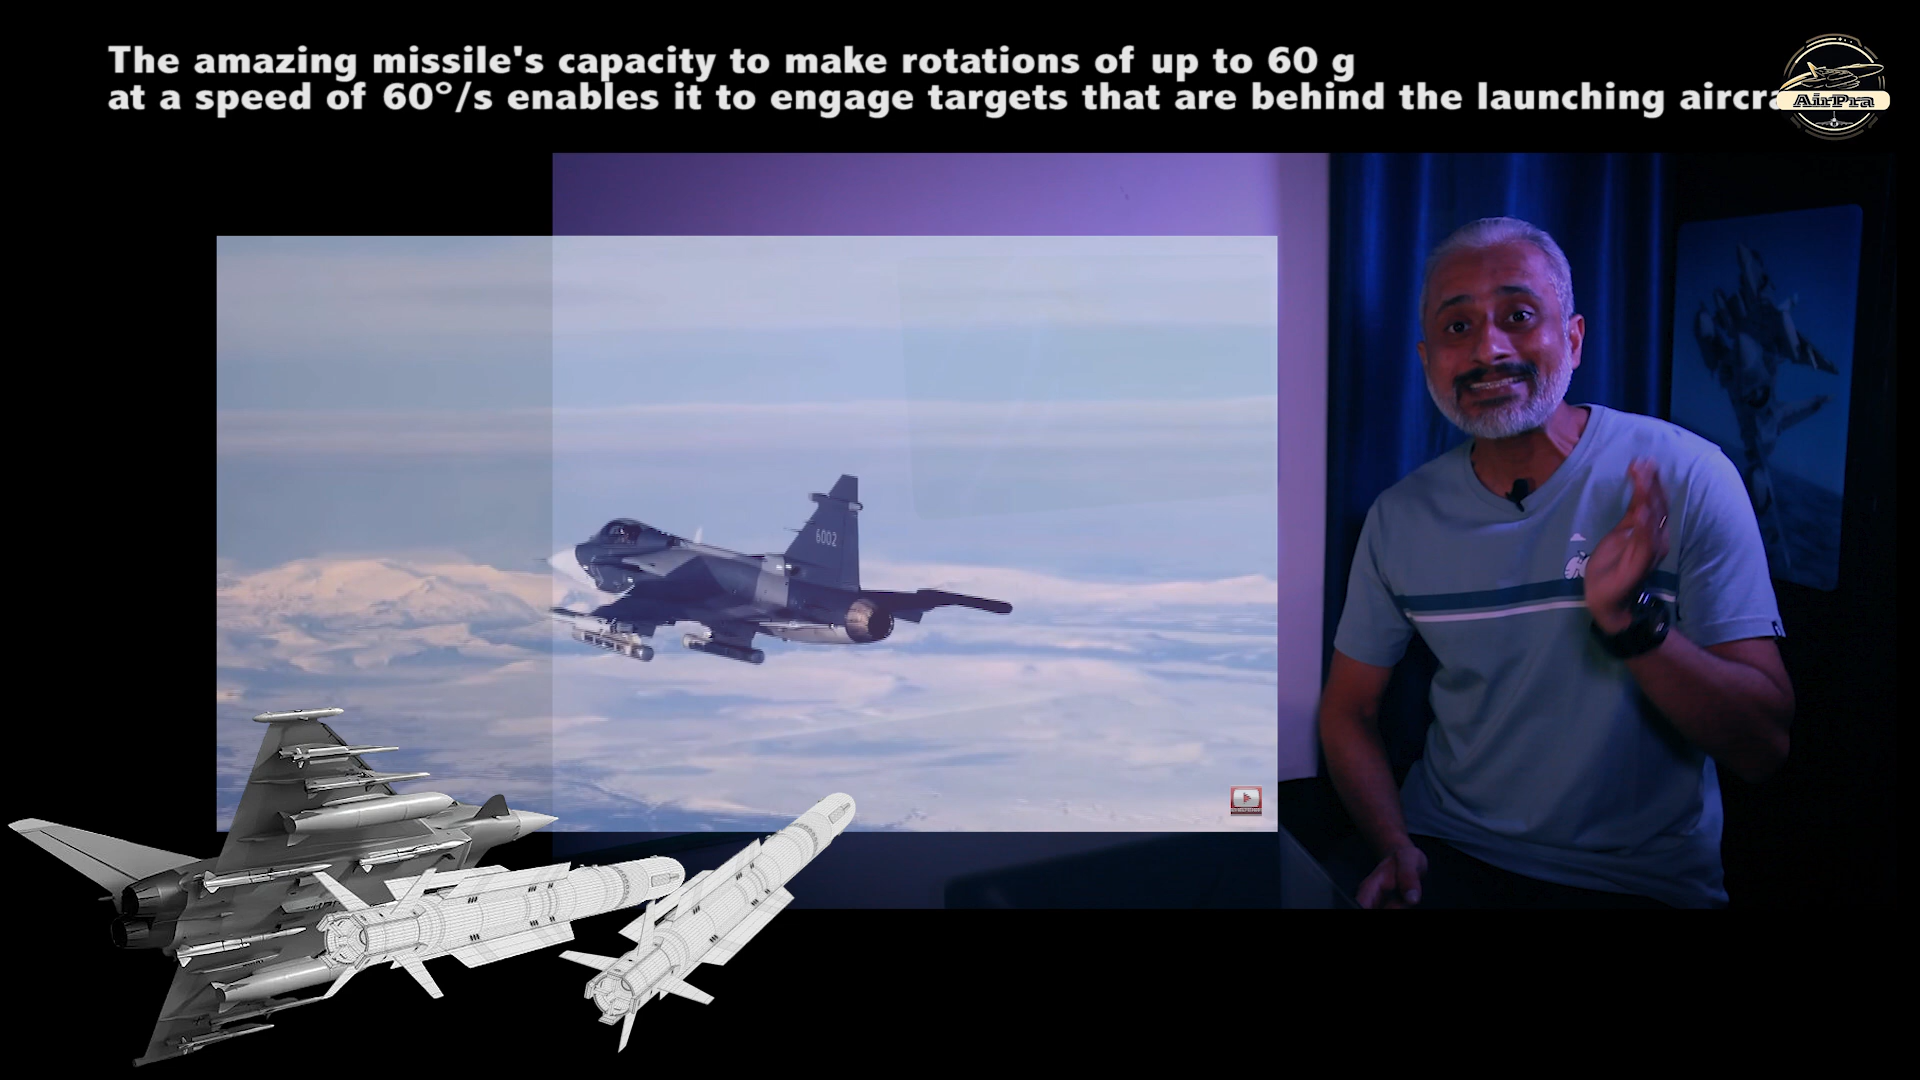 The amazing missile's capacity to make rotations of up to 60 g
at a speed of 60°/s enables it to engage targets that are behind the launching aircra
AirPra
6002